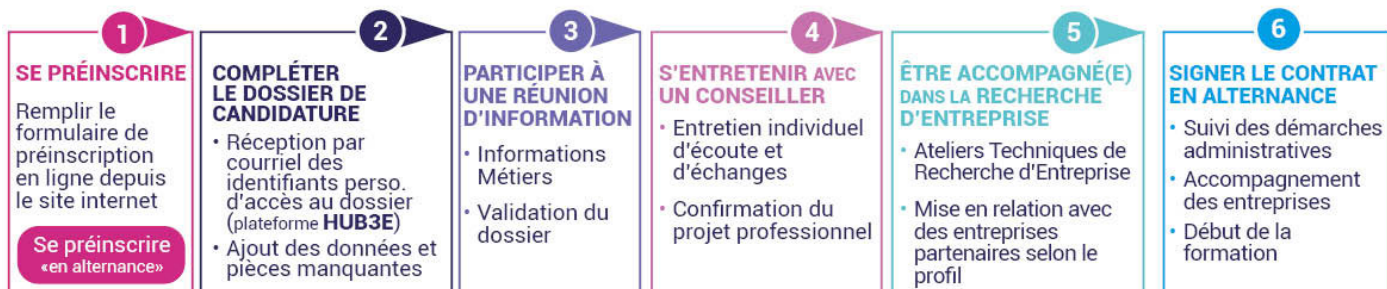 1
SE PRÉINSCRIRE
Remplir le
formulaire de
préinscription
en ligne depuis
le site internet
Se préinscrire
«en alternance»
2
COMPLÉTER
LE DOSSIER DE
CANDIDATURE
• Réception par
courriel des
identifiants perso.
d'accès au dossier
(plateforme HUB3E)
• Ajout des données et
pièces manquantes
3
PARTICIPER À
UNE RÉUNION
D'INFORMATION
• Informations
Métiers
• Validation du
dossier
4
S'ENTRETENIR AVEC
UN CONSEILLER
• Entretien individuel
d'écoute et
d'échanges
• Confirmation du
projet professionnel
5
ÊTRE ACCOMPAGNÉ(E)
DANS LA RECHERCHE
D'ENTREPRISE
• Ateliers Techniques de
Recherche d'Entreprise
• Mise en relation avec
des entreprises
partenaires selon le
profil
6
SIGNER LE CONTRAT
EN ALTERNANCE
• Suivi des démarches
administratives
• Accompagnement
des entreprises
• Début de la
formation